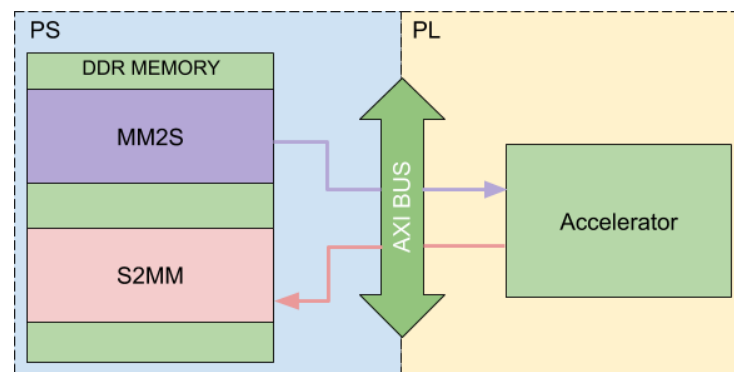 PS
PL
DDR MEMORY
MM2S
AXI BUS
Accelerator
S2MM